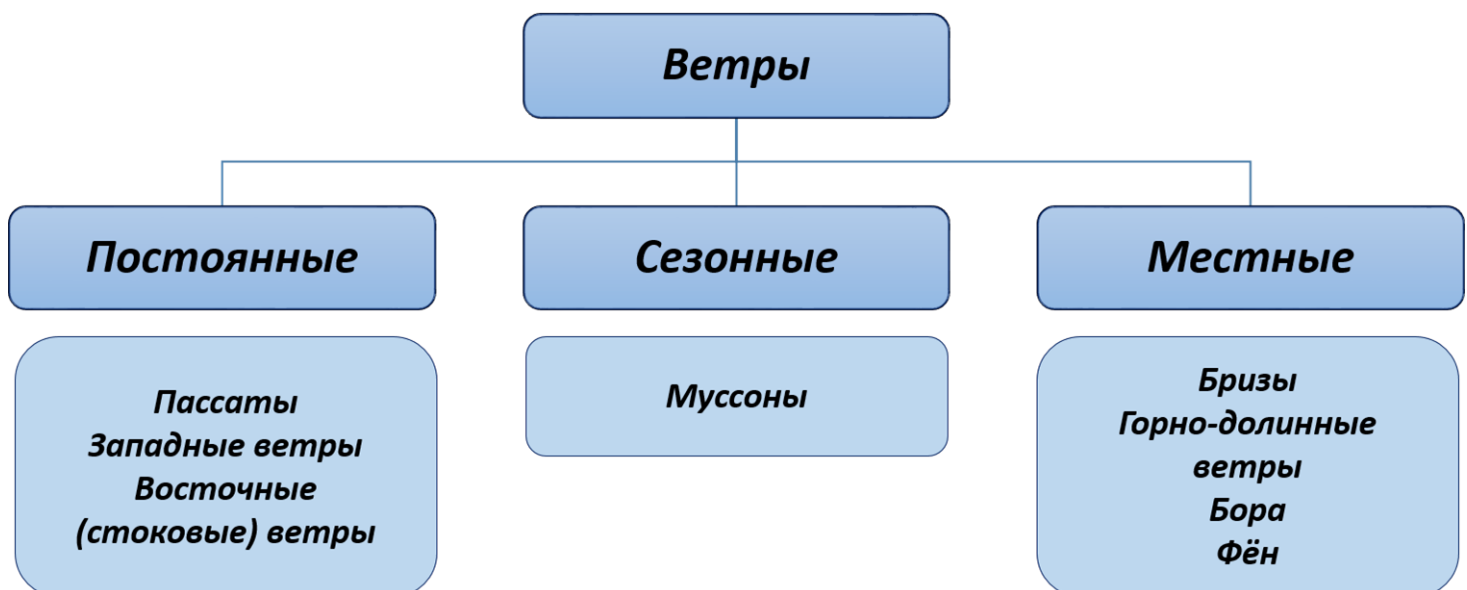 Ветры
Постоянные
Сезонные
Местные
Пассаты
Западные ветры
Восточные
(стоковые) ветры
Муссоны
Бризы
Горно-долинные
ветры
Бора
Фён